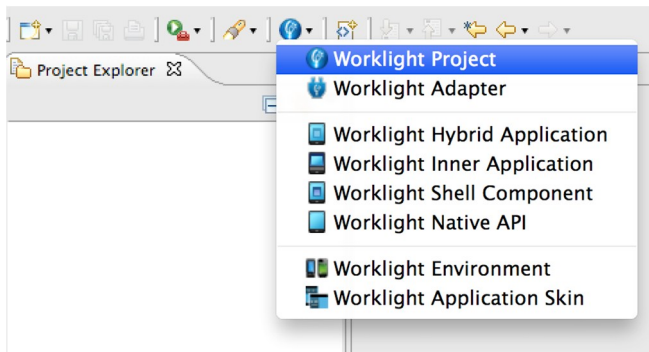 Project Explorer
Worklight Project
Worklight Adapter
Worklight Hybrid Application
Worklight Inner Application
Worklight Shell Component
Worklight Native API
Worklight Environment
Worklight Application Skin